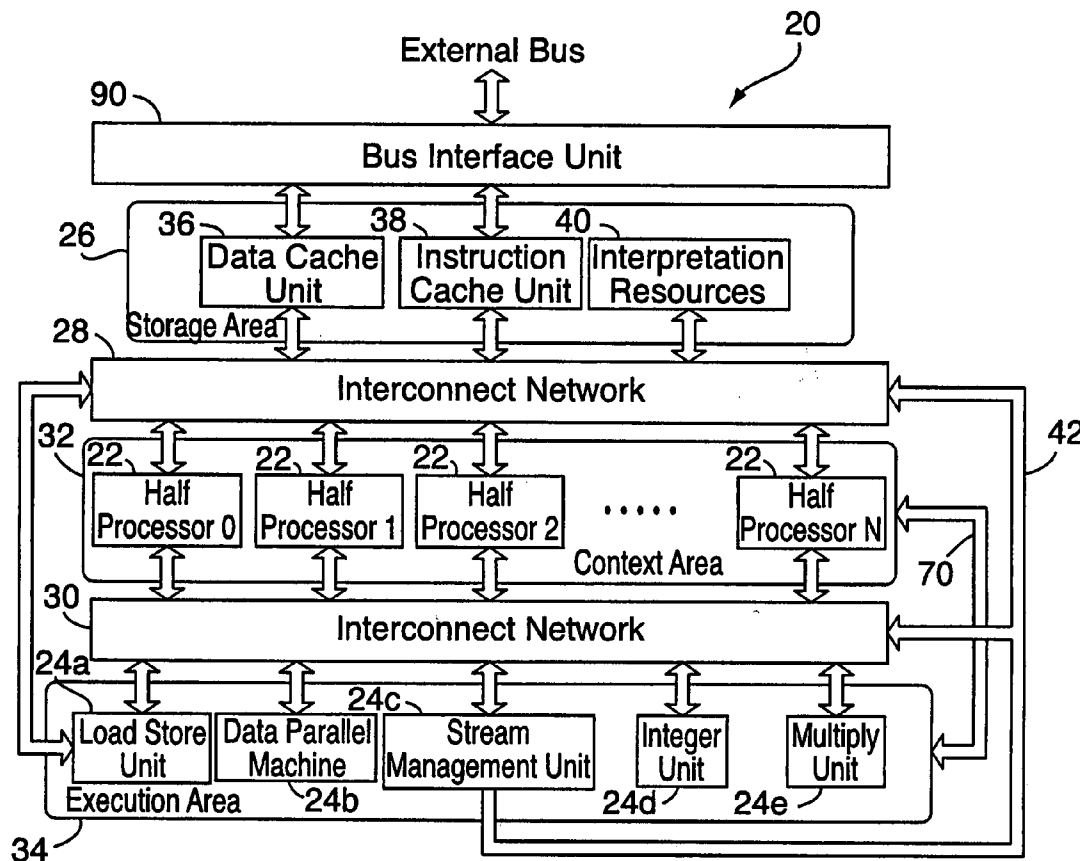 20
External Bus
90
Bus Interface Unit
26
36
38
40
Data Cache
Unit
Instruction
Cache Unit
Interpretation
Resources
Storage Area
28
Interconnect Network
32
42
22
22
22
22
Half
Processor 0
Half
Processor 1
Half
Processor 2
.....
Half
Processor N
Context Area
70
30
Interconnect Network
24a
24c
Load Store
Unit
Data Parallel
Machine
Stream
Management Unit
Integer
Unit
Multiply
Unit
Execution Area
24b
24d
24e
34